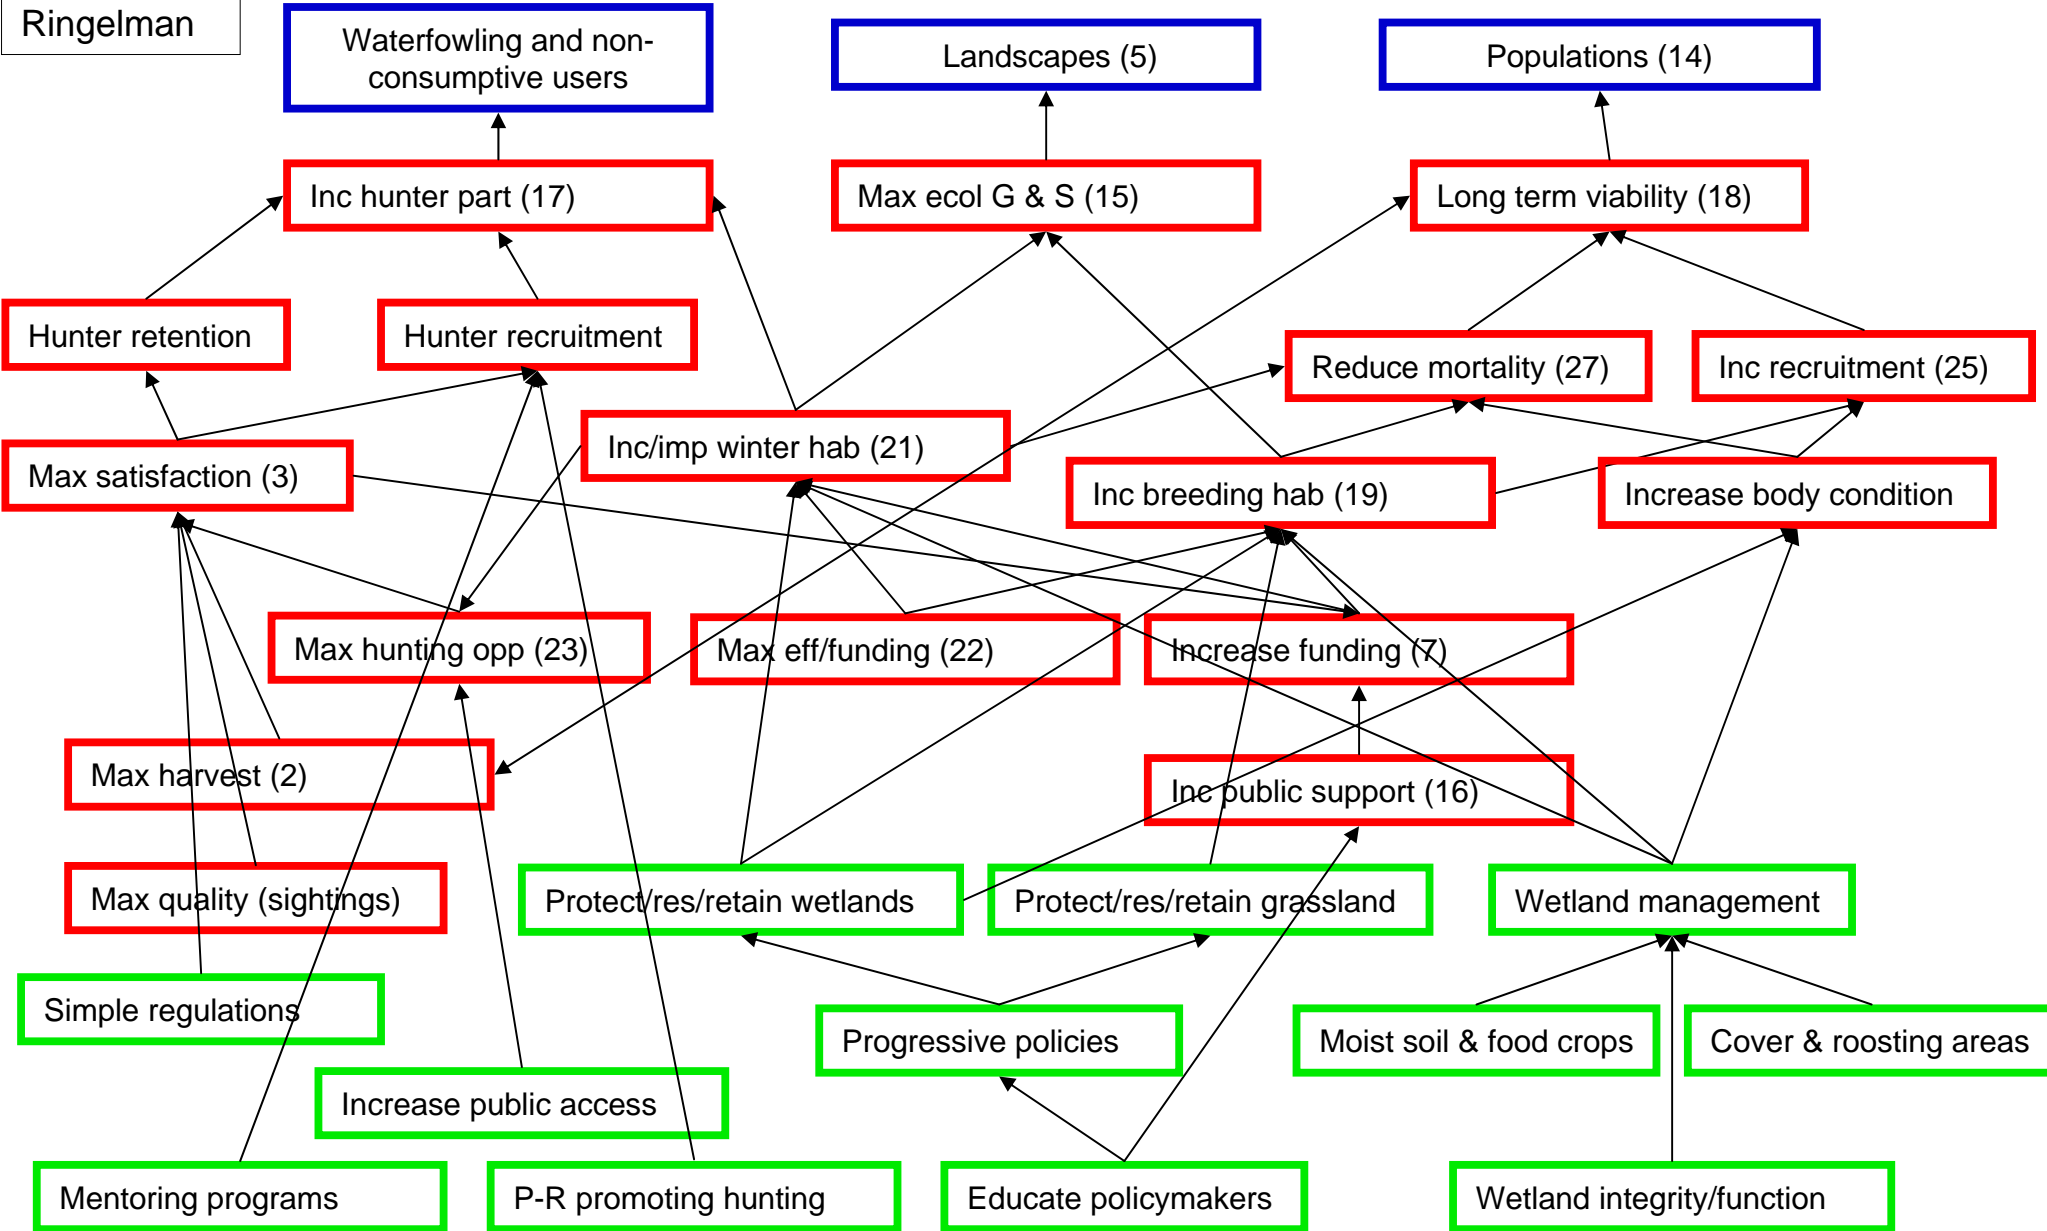 Ringelman
Waterfowling and non-
consumptive users
Landscapes (5)
Populations (14)
Inc hunter part (17)
Max ecol G & S (15)
Long term viability (18)
Hunter retention
Hunter recruitment
Reduce mortality (27)
Inc recruitment (25)
Inc/imp winter hab (21)
Max satisfaction (3)
Inc breeding hab (19)
Increase body condition
Max hunting opp (23)
Max eff/funding (22)
Increase funding (7)
Max harvest (2)
Inc public support (16)
Max quality (sightings)
Protect/res/retain wetlands
Protect/res/retain grassland
Wetland management
Simple regulations
Progressive policies
Moist soil & food crops
Cover & roosting areas
Increase public access
Mentoring programs
P-R promoting hunting
Educate policymakers
Wetland integrity/function